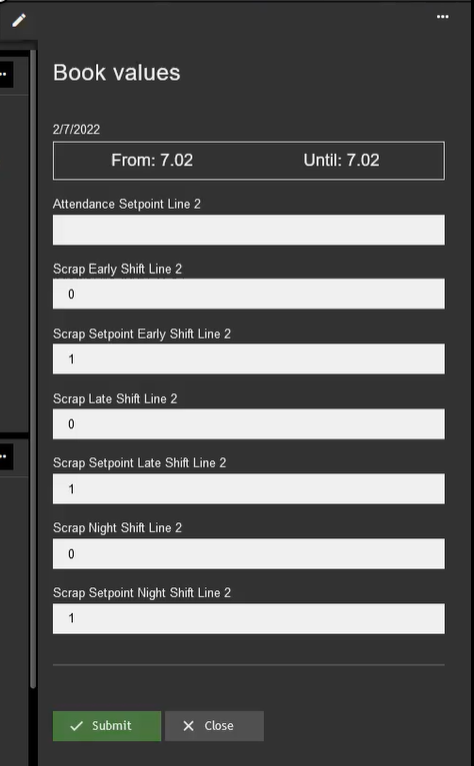 Book values
2/7/2022
From: 7.02 Until: 7.02
Attendance Setpoint Line 2
Scrap Early Shift Line 2
0
Scrap Setpoint Early Shift Line 2
1
Scrap Late Shift Line 2
0
Scrap Setpoint Late Shift Line 2
1
Scrap Night Shift Line 2
0
Scrap Setpoint Night Shift Line 2
1
Submit Close